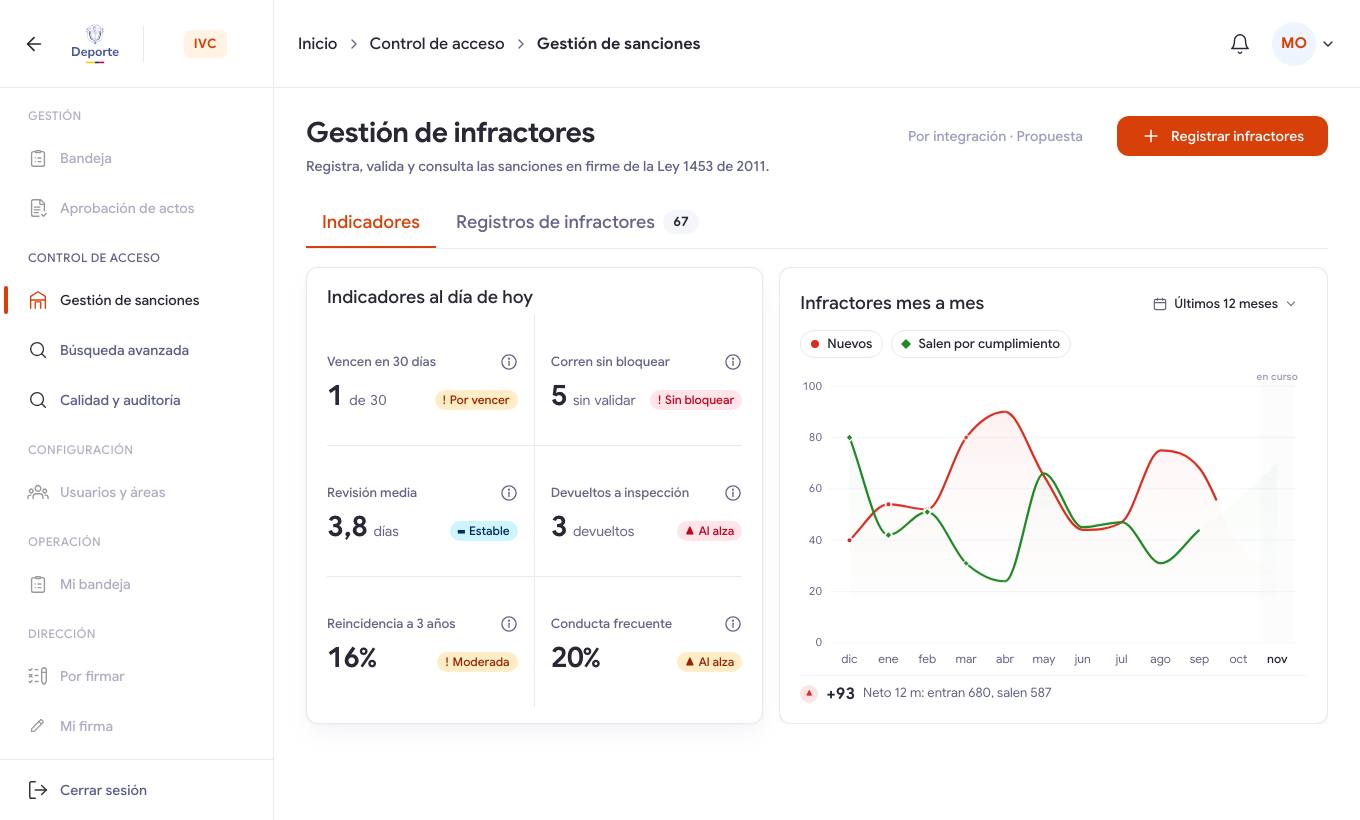 Deporte
IVC
Inicio > Control de acceso > Gestión de sanciones
MO
GESTIÓN
Bandeja
Aprobación de actos
CONTROL DE ACCESO
Gestión de sanciones
Búsqueda avanzada
Calidad y auditoría
CONFIGURACIÓN
Usuarios y áreas
OPERACIÓN
Mi bandeja
DIRECCIÓN
Por firmar
Mi firma
Cerrar sesión
Gestión de infractores
Registra, valida y consulta las sanciones en firme de la Ley 1453 de 2011.
Por integración · Propuesta
+ Registrar infractores
Indicadores
Registros de infractores 67
Indicadores al día de hoy
Vencen en 30 días
1 de 30
! Por vencer
Corren sin bloquear
5 sin validar
! Sin bloquear
Revisión media
3,8 días
Estable
Devueltos a inspección
3 devueltos
▲ Al alza
Reincidencia a 3 años
16%
! Moderada
Conducta frecuente
20%
▲ Al alza
Infractores mes a mes
Últimos 12 meses
Nuevos
Salen por cumplimiento
en curso
100
80
60
40
20
0
dic ene feb mar abr may jun jul ago sep oct nov
▲ +93 Neto 12 m: entran 680, salen 587